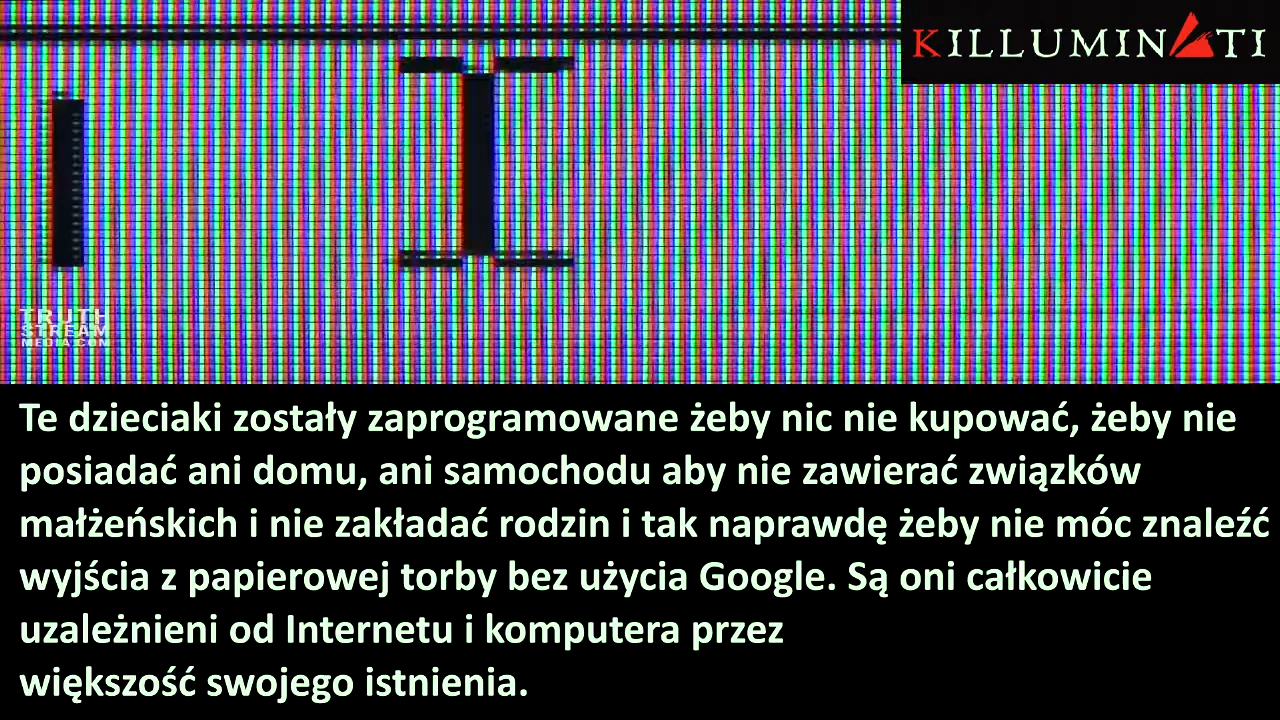 KILLUMINATI
TRUTH
STREAM
MEDIA.COM
Te dzieciaki zostały zaprogramowane żeby nic nie kupować, żeby nie
posiadać ani domu, ani samochodu aby nie zawierać związków
małżeńskich i nie zakładać rodzin i tak naprawdę żeby nie móc znaleźć
wyjścia z papierowej torby bez użycia Google. Są oni całkowicie
uzależnieni od Internetu i komputera przez
większość swojego istnienia.